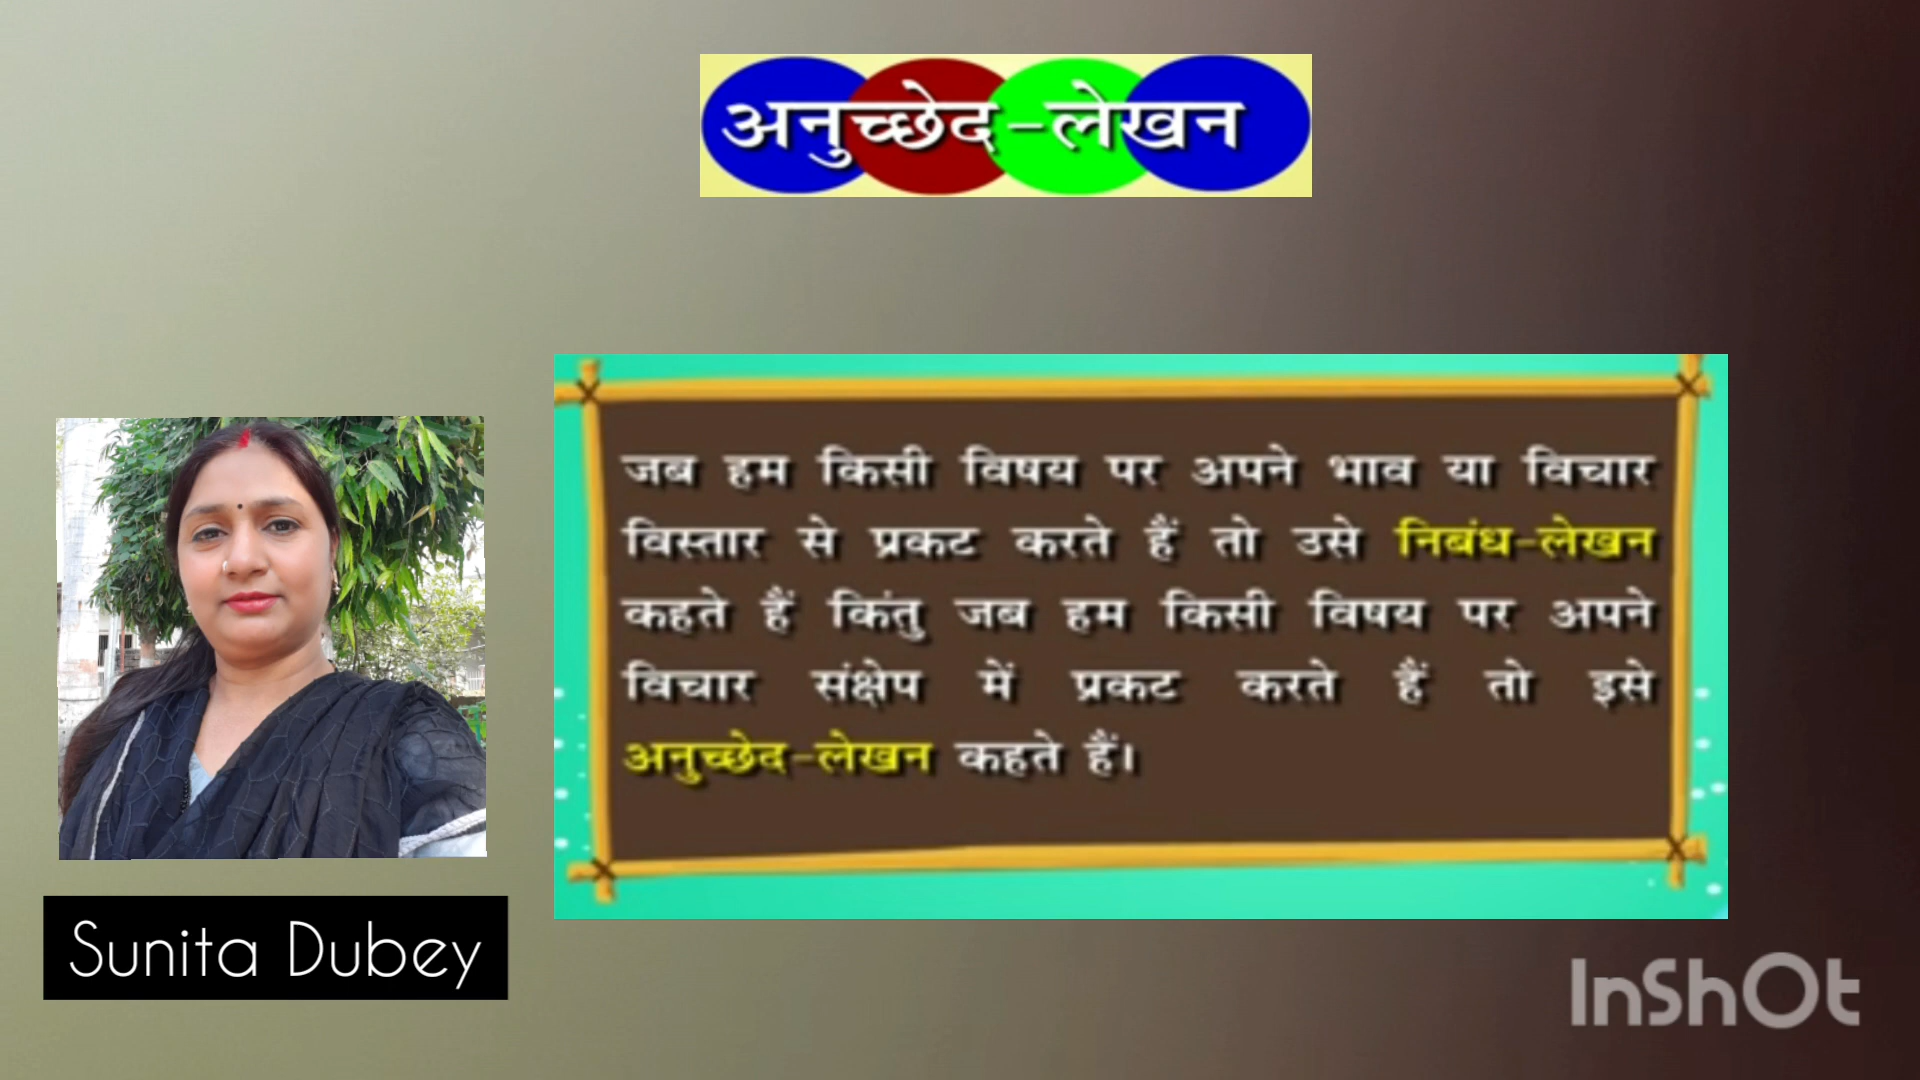 अनुच्छेद-लेखन
जब हम किसी विषय पर अपने भाव या विचार
विस्तार से प्रकट करते हैं तो उसे निबंध-लेखन
कहते हैं किंतु जब हम किसी विषय पर अपने
विचार संक्षेप में प्रकट करते हैं तो इसे
अनुच्छेद-लेखन कहते हैं।
Sunita Dubey
InShOt